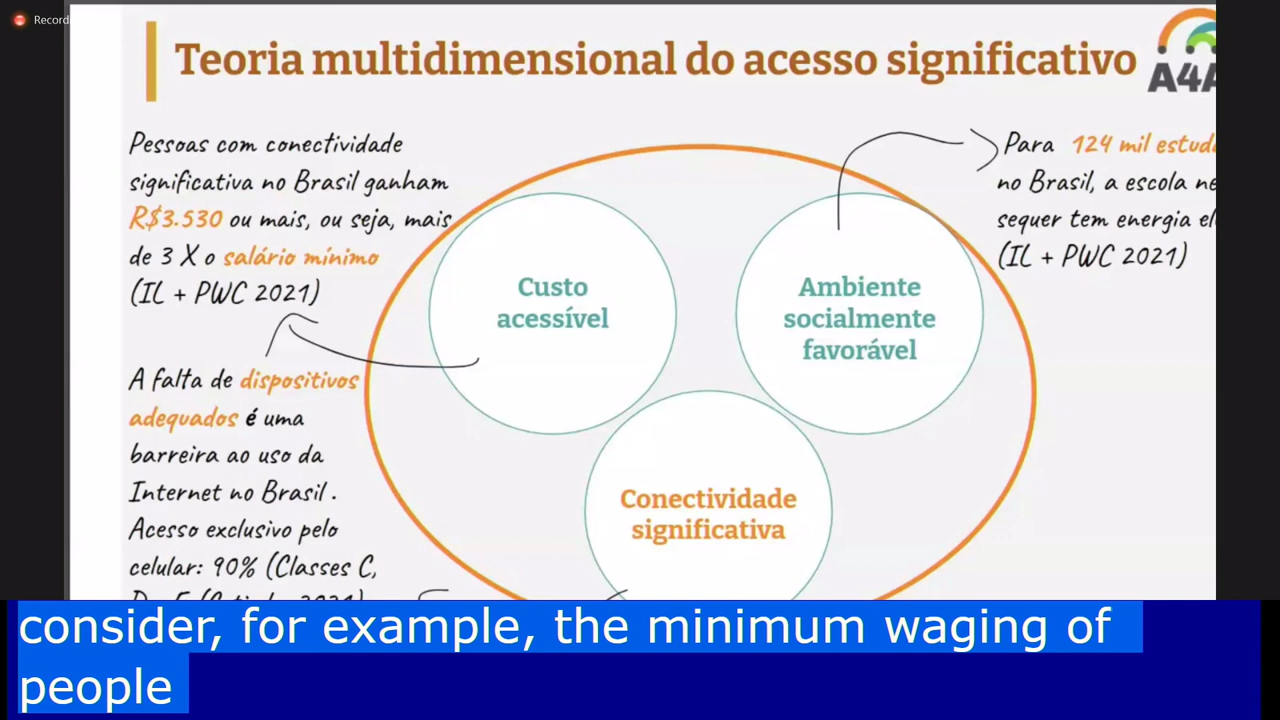 Record
Teoria multidimensional do acesso significativo
A4A
Pessoas com conectividade
significativa no Brasil ganham
R$3.530 ou mais, ou seja, mais
de 3 X o salário mínimo
(IL + PWC 2021)
A falta de dispositivos
adequados é uma
barreira ao uso da
Internet no Brasil.
Acesso exclusivo pelo
celular: 90% (Classes C,
Custo
acessível
Ambiente
socialmente
favorável
Conectividade
significativa
Para 124 mil estud
no Brasil, a escola ne
sequer tem energia el
(IL + PWC 2021)
consider, for example, the minimum waging of
people